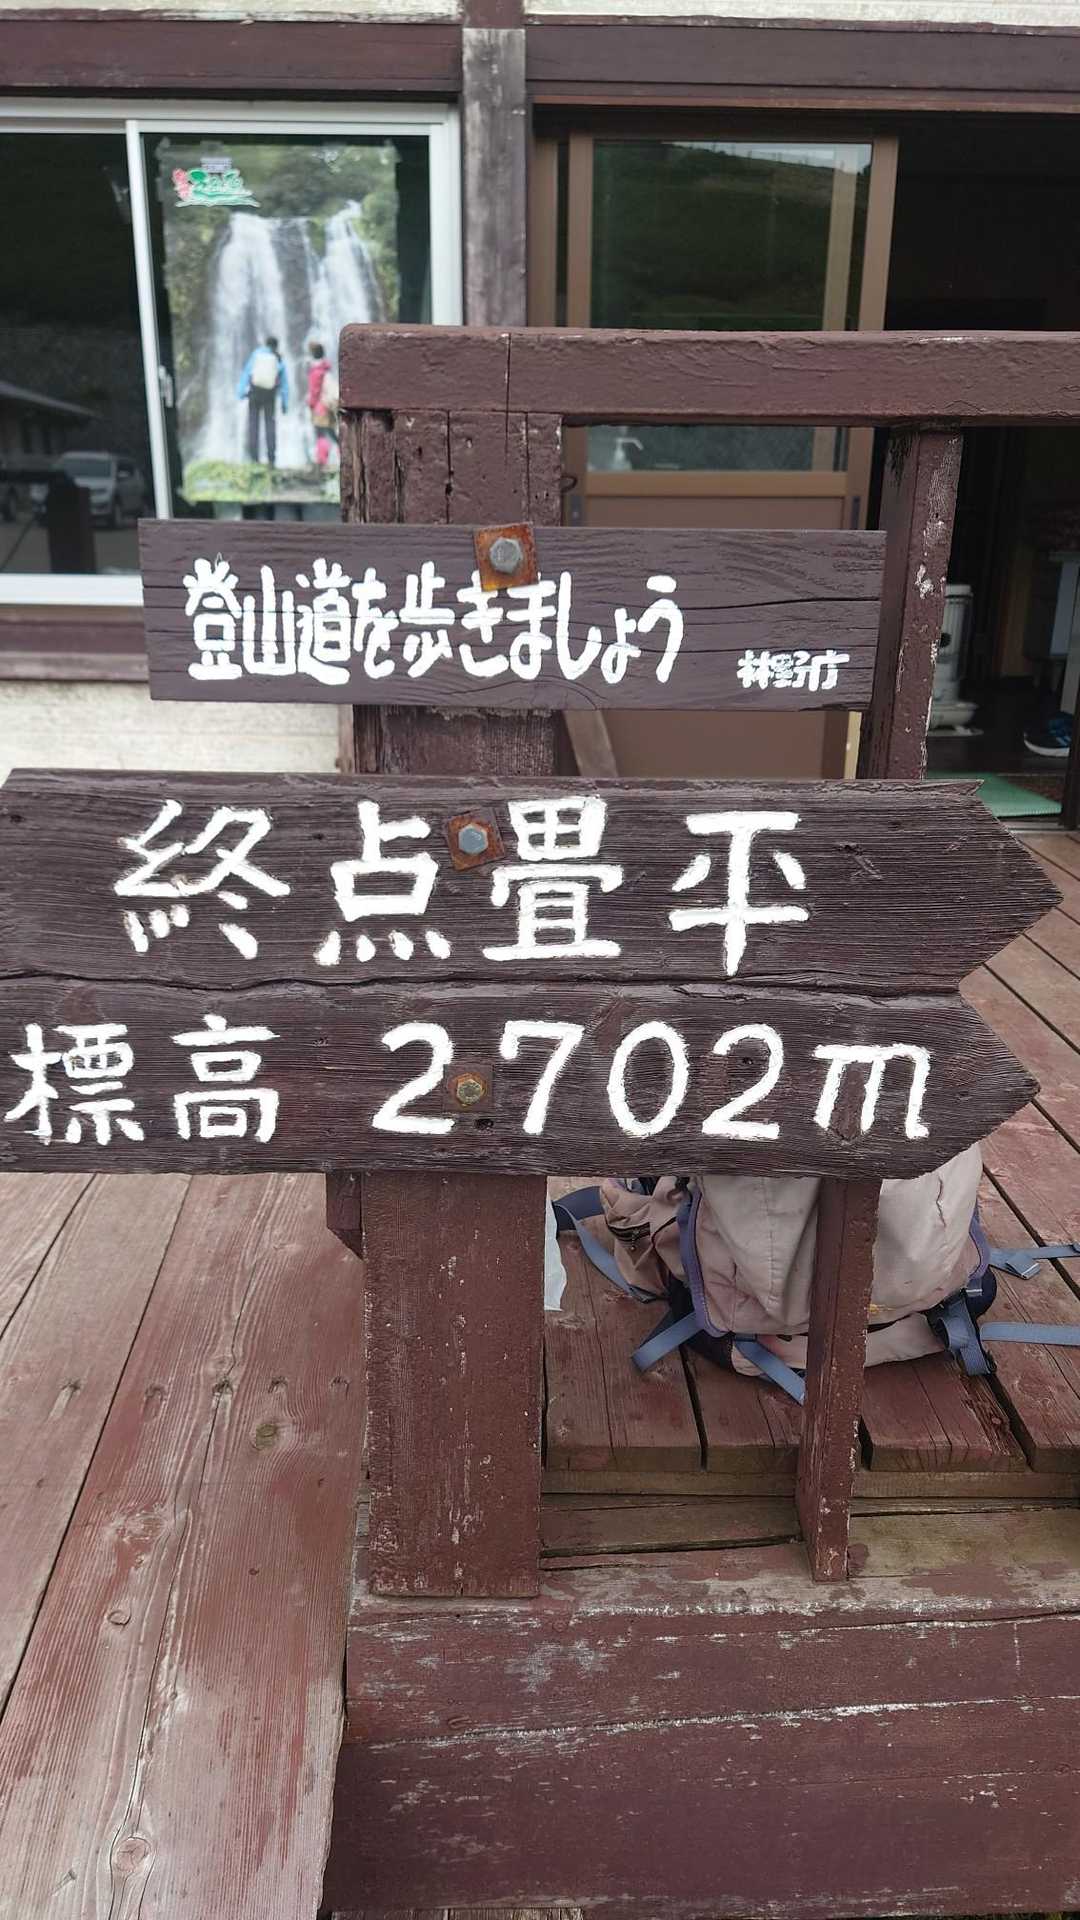 登山道を歩きましょう
林野庁
終点畳平
標高 2702m